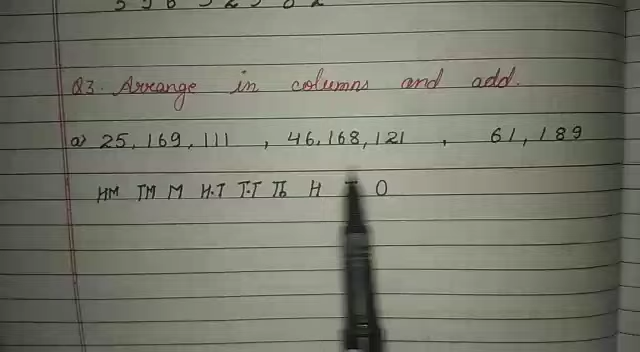 Q3. Arrange in columns and add.
a) 25,169,111 , 46,168,121 , 61,189
HM TM M H.T T.T Th H T O